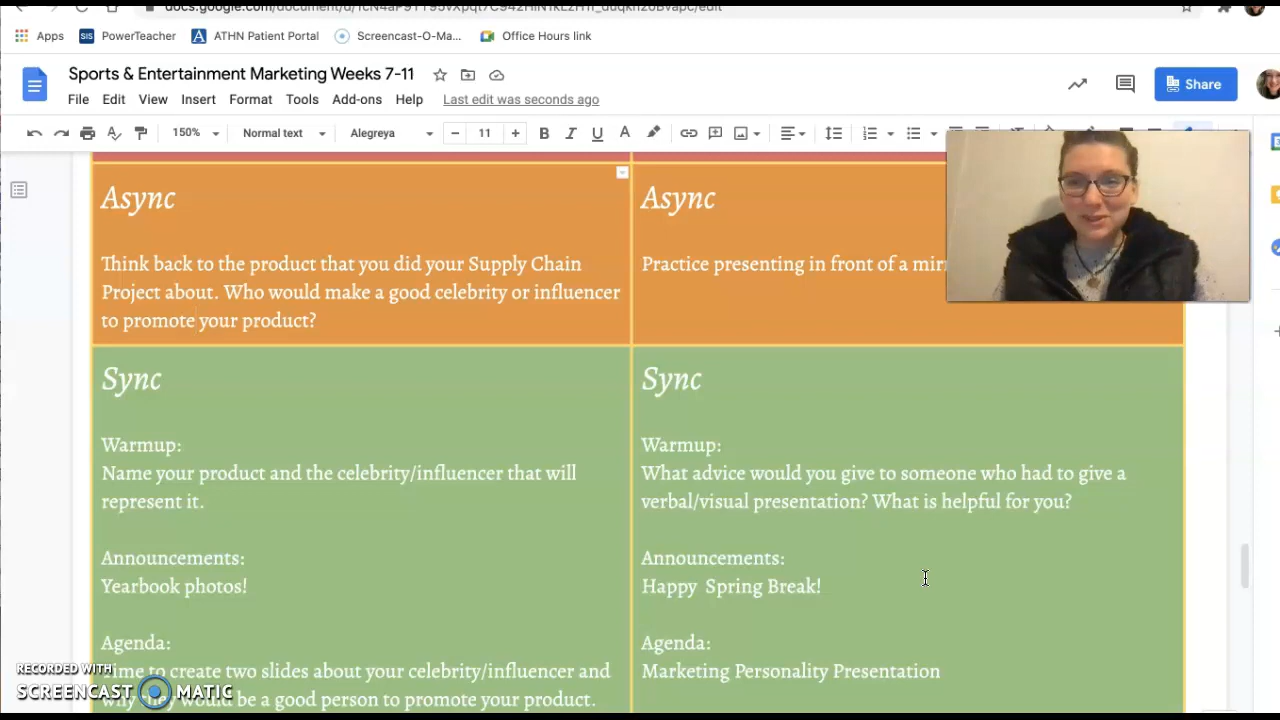 Apps
SIS PowerTeacher
A ATHN Patient Portal
Screencast-O-Ma...
Office Hours link
Sports & Entertainment Marketing Weeks 7-11
File Edit View Insert Format Tools Add-ons Help Last edit was seconds ago
Share
150% Normal text Alegreya − 11 + B I U A
Async
Think back to the product that you did your Supply Chain
Project about. Who would make a good celebrity or influencer
to promote your product?
Async
Practice presenting in front of a
Sync
Warmup:
Name your product and the celebrity/influencer that will
represent it.
Announcements:
Yearbook photos!
Agenda:
to create two slides about your celebrity/influencer and
why they would be a good person to promote your product.
Sync
Warmup:
What advice would you give to someone who had to give a
verbal/visual presentation? What is helpful for you?
Announcements:
Happy Spring Break!
Agenda:
Marketing Personality Presentation
RECORDED WITH
SCREENCAST MATIC